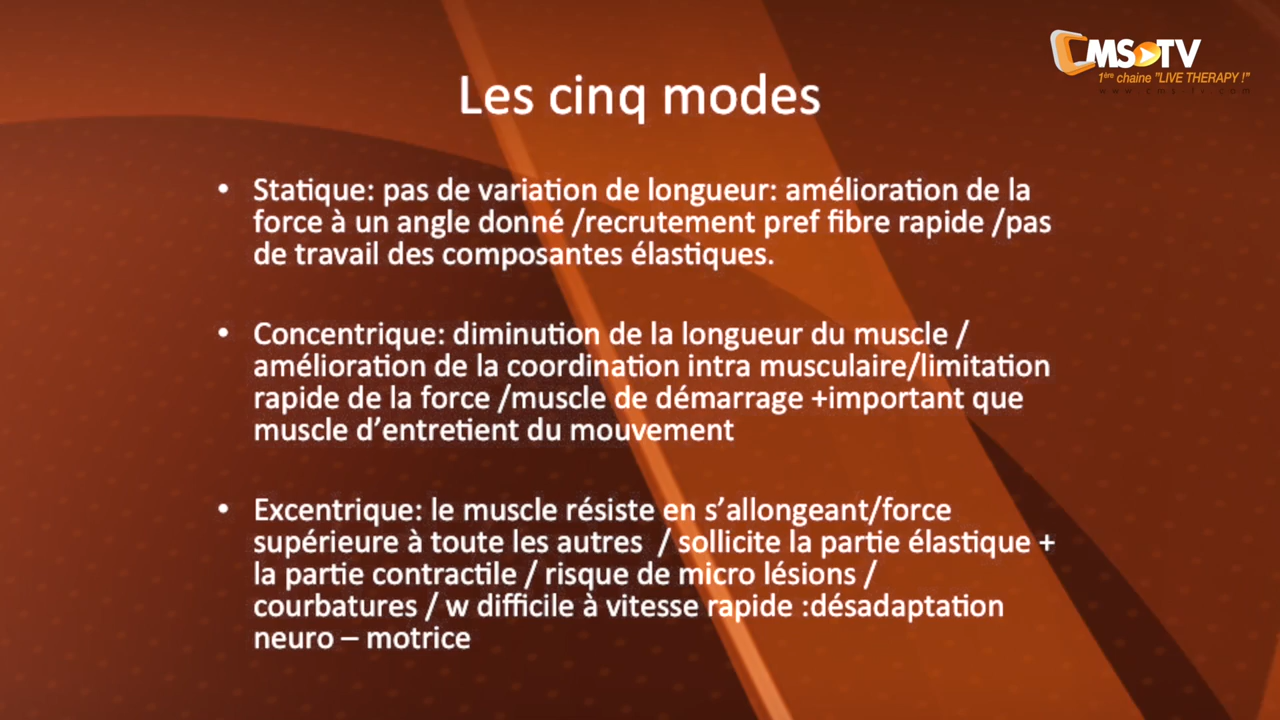 CMS TV
1ère chaine "LIVE THERAPY !"
www.cms-tv.com
Les cinq modes
• Statique: pas de variation de longueur: amélioration de la
force à un angle donné /recrutement pref fibre rapide /pas
de travail des composantes élastiques.
• Concentrique: diminution de la longueur du muscle /
amélioration de la coordination intra musculaire/limitation
rapide de la force /muscle de démarrage +important que
muscle d’entretient du mouvement
• Excentrique: le muscle résiste en s’allongeant/force
supérieure à toute les autres / sollicite la partie élastique +
la partie contractile / risque de micro lésions /
courbatures / w difficile à vitesse rapide :désadaptation
neuro – motrice